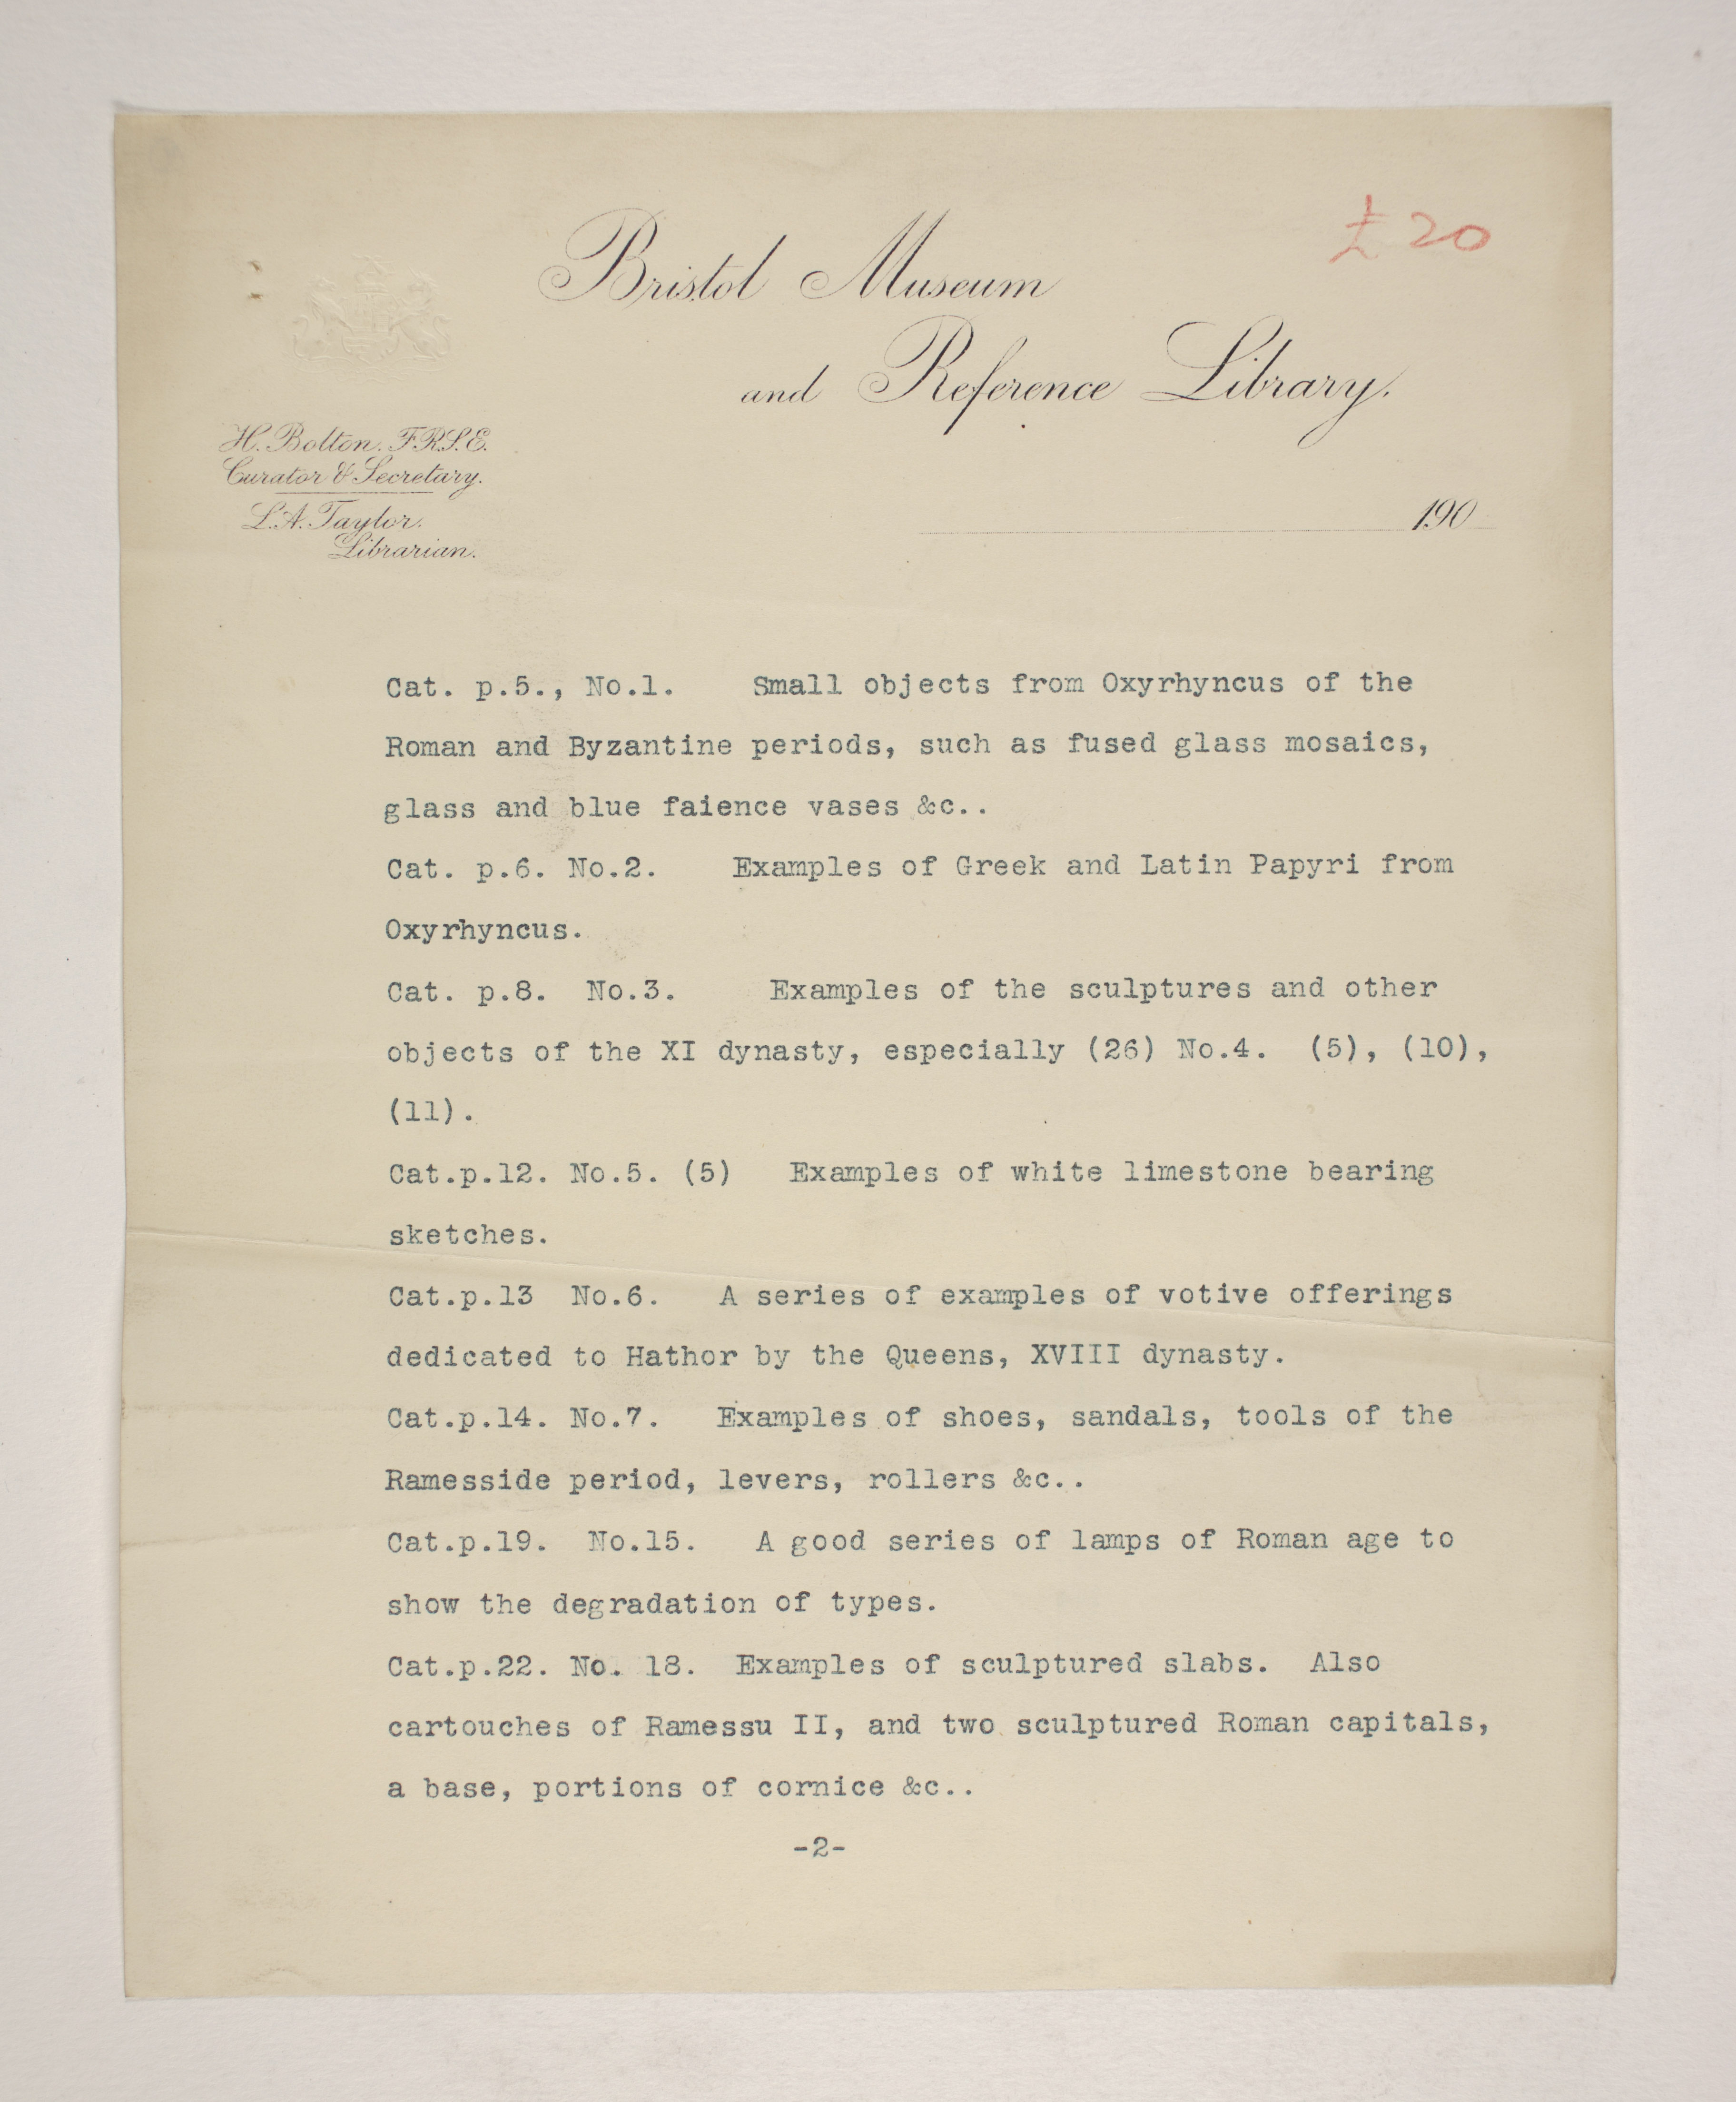 £20
Bristol Museum
and Reference Library.
H. Bolton. F.R.S.E.
Curator & Secretary.
L.A. Taylor.
Librarian.
190
Cat. p.5., No.1. Small objects from Oxyrhyncus of the
Roman and Byzantine periods, such as fused glass mosaics,
glass and blue faience vases &c..
Cat. p.6. No.2. Examples of Greek and Latin Papyri from
Oxyrhyncus.
Cat. p.8. No.3. Examples of the sculptures and other
objects of the XI dynasty, especially (26) No.4. (5), (10),
(11).
Cat.p.12. No.5. (5) Examples of white limestone bearing
sketches.
Cat.p.13 No.6. A series of examples of votive offerings
dedicated to Hathor by the Queens, XVIII dynasty.
Cat.p.14. No.7. Examples of shoes, sandals, tools of the
Ramesside period, levers, rollers &c..
Cat.p.19. No.15. A good series of lamps of Roman age to
show the degradation of types.
Cat.p.22. No. 18. Examples of sculptured slabs. Also
cartouches of Ramessu II, and two sculptured Roman capitals,
a base, portions of cornice &c..
-2-